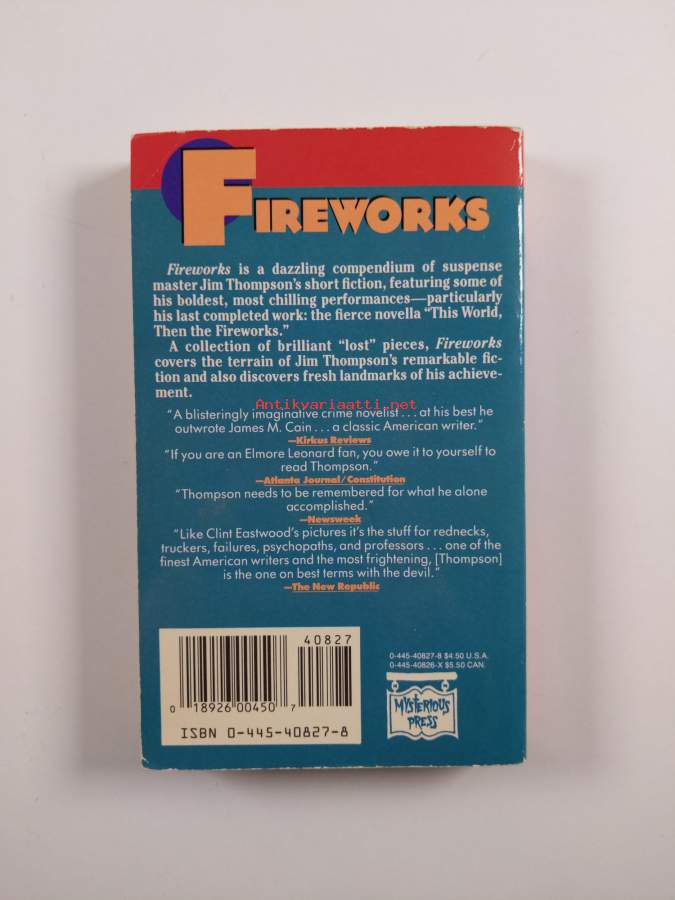 FIREWORKS
Fireworks is a dazzling compendium of suspense
master Jim Thompson's short fiction, featuring some of
his boldest, most chilling performances—particularly
his last completed work: the fierce novella "This World,
Then the Fireworks."
A collection of brilliant "lost" pieces, Fireworks
covers the terrain of Jim Thompson's remarkable fic-
tion and also discovers fresh landmarks of his achieve-
ment.
Antikvariaatti.net
"A blisteringly imaginative crime novelist . . . at his best he
outwrote James M. Cain . . . a classic American writer."
—Kirkus Reviews
"If you are an Elmore Leonard fan, you owe it to yourself to
read Thompson."
—Atlanta Journal/Constitution
"Thompson needs to be remembered for what he alone
accomplished."
—Newsweek
"Like Clint Eastwood's pictures it's the stuff for rednecks,
truckers, failures, psychopaths, and professors . . . one of the
finest American writers and the most frightening, [Thompson]
is the one on best terms with the devil."
—The New Republic
40827
0 18926 00450 7
ISBN 0-445-40827-8
0-445-40827-8 $4.50 U.S.A.
0-445-40826-X $5.50 CAN.
MYSTERIOUS
PRESS